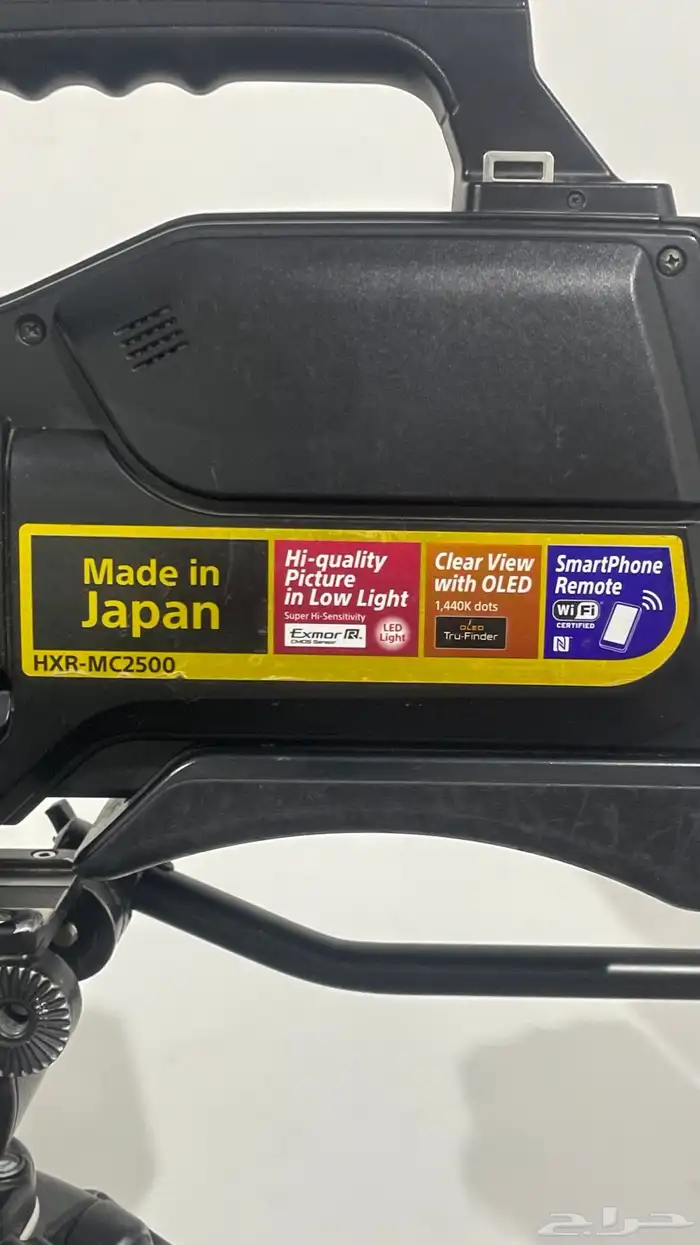 Made in
Japan
HXR-MC2500
Hi-quality
Picture
in Low Light
Super Hi-Sensitivity
Exmor R™
CMOS Sensor
LED
Light
Clear View
with OLED
1,440K dots
OLED
Tru-Finder
SmartPhone
Remote
Wi Fi
CERTIFIED
N
حراج